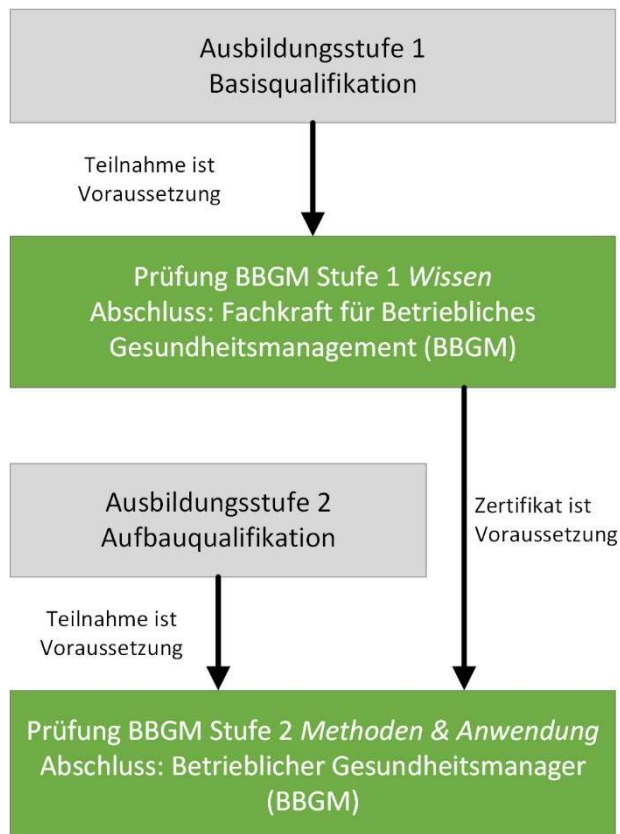 Ausbildungsstufe 1
Basisqualifikation
Teilnahme ist
Voraussetzung
Prüfung BBGM Stufe 1 Wissen
Abschluss: Fachkraft für Betriebliches
Gesundheitsmanagement (BBGM)
Ausbildungsstufe 2
Aufbauqualifikation
Zertifikat ist
Voraussetzung
Teilnahme ist
Voraussetzung
Prüfung BBGM Stufe 2 Methoden & Anwendung
Abschluss: Betrieblicher Gesundheitsmanager
(BBGM)